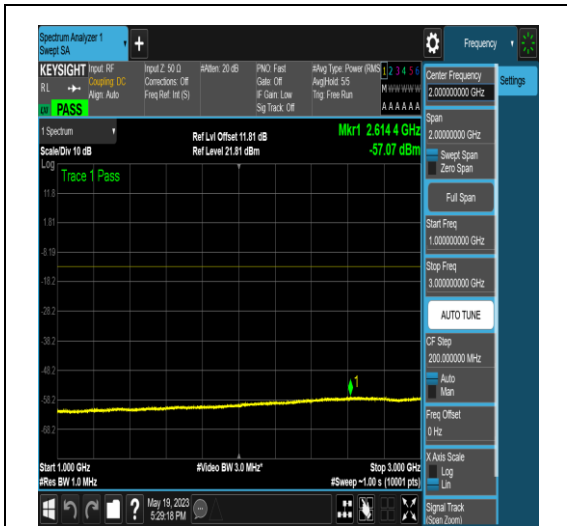 Spectrum Analyzer 1
Swept SA
+
Frequency
KEYSIGHT
RL
PASS
Input: RF
Coupling: DC
Align: Auto
Input Z: 50 Ω
Corrections: Off
Freq Ref: Int (S)
#Atten: 20 dB
PNO: Fast
Gate: Off
IF Gain: Low
Sig Track: Off
#Avg Type: Power (RMS
Avg|Hold: 5/5
Trig: Free Run
1 2 3 4 5 6
M W W W W W
A A A A A A
1 Spectrum
Scale/Div 10 dB
Log
Ref Lvl Offset 11.81 dB
Ref Level 21.81 dBm
Mkr1 2.614 4 GHz
-57.07 dBm
Trace 1 Pass
11.8
1.81
-8.19
-18.2
-28.2
-38.2
-48.2
-58.2
-68.2
1
Start 1.000 GHz
#Res BW 1.0 MHz
#Video BW 3.0 MHz*
Stop 3.000 GHz
#Sweep ~1.00 s (10001 pts)
May 19, 2023
5:29:18 PM
Settings
Center Frequency
2.000000000 GHz
Span
2.00000000 GHz
Swept Span
Zero Span
Full Span
Start Freq
1.000000000 GHz
Stop Freq
3.000000000 GHz
AUTO TUNE
CF Step
200.000000 MHz
Auto
Man
Freq Offset
0 Hz
X Axis Scale
Log
Lin
Signal Track
(Span Zoom)